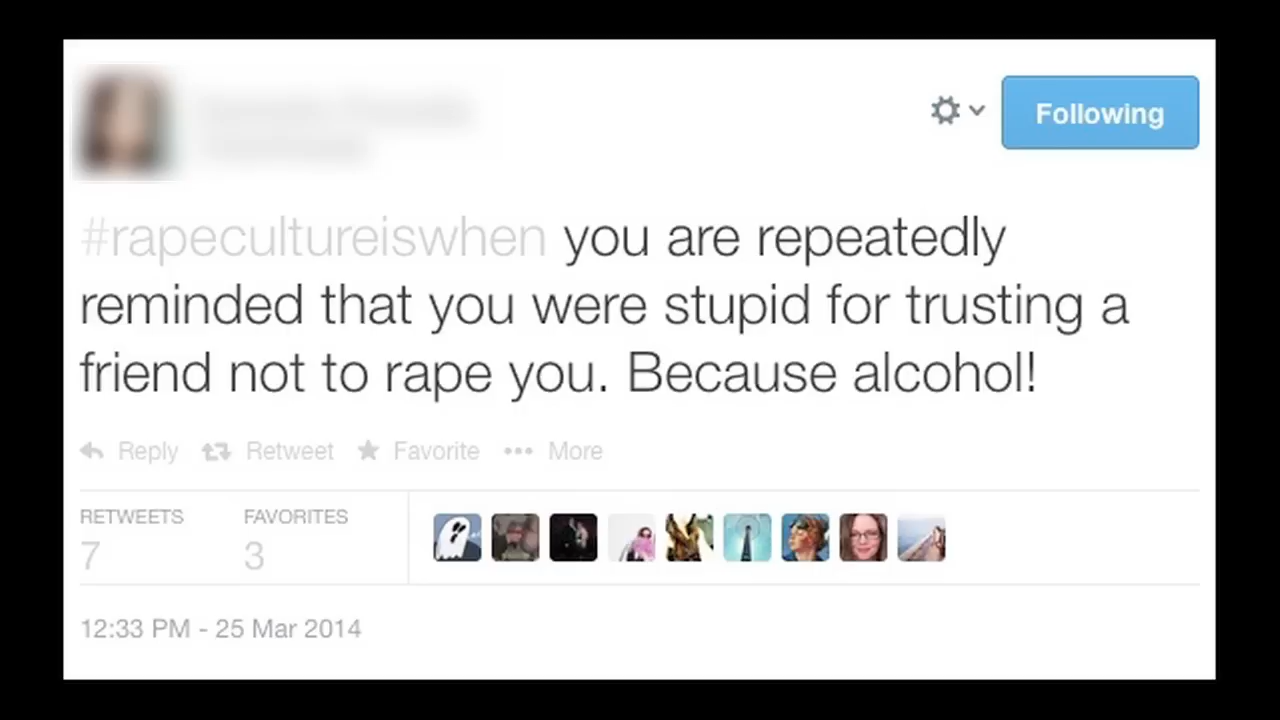 Following
#rapecultureiswhen you are repeatedly
reminded that you were stupid for trusting a
friend not to rape you. Because alcohol!
Reply Retweet Favorite More
RETWEETS FAVORITES
7 3
12:33 PM - 25 Mar 2014